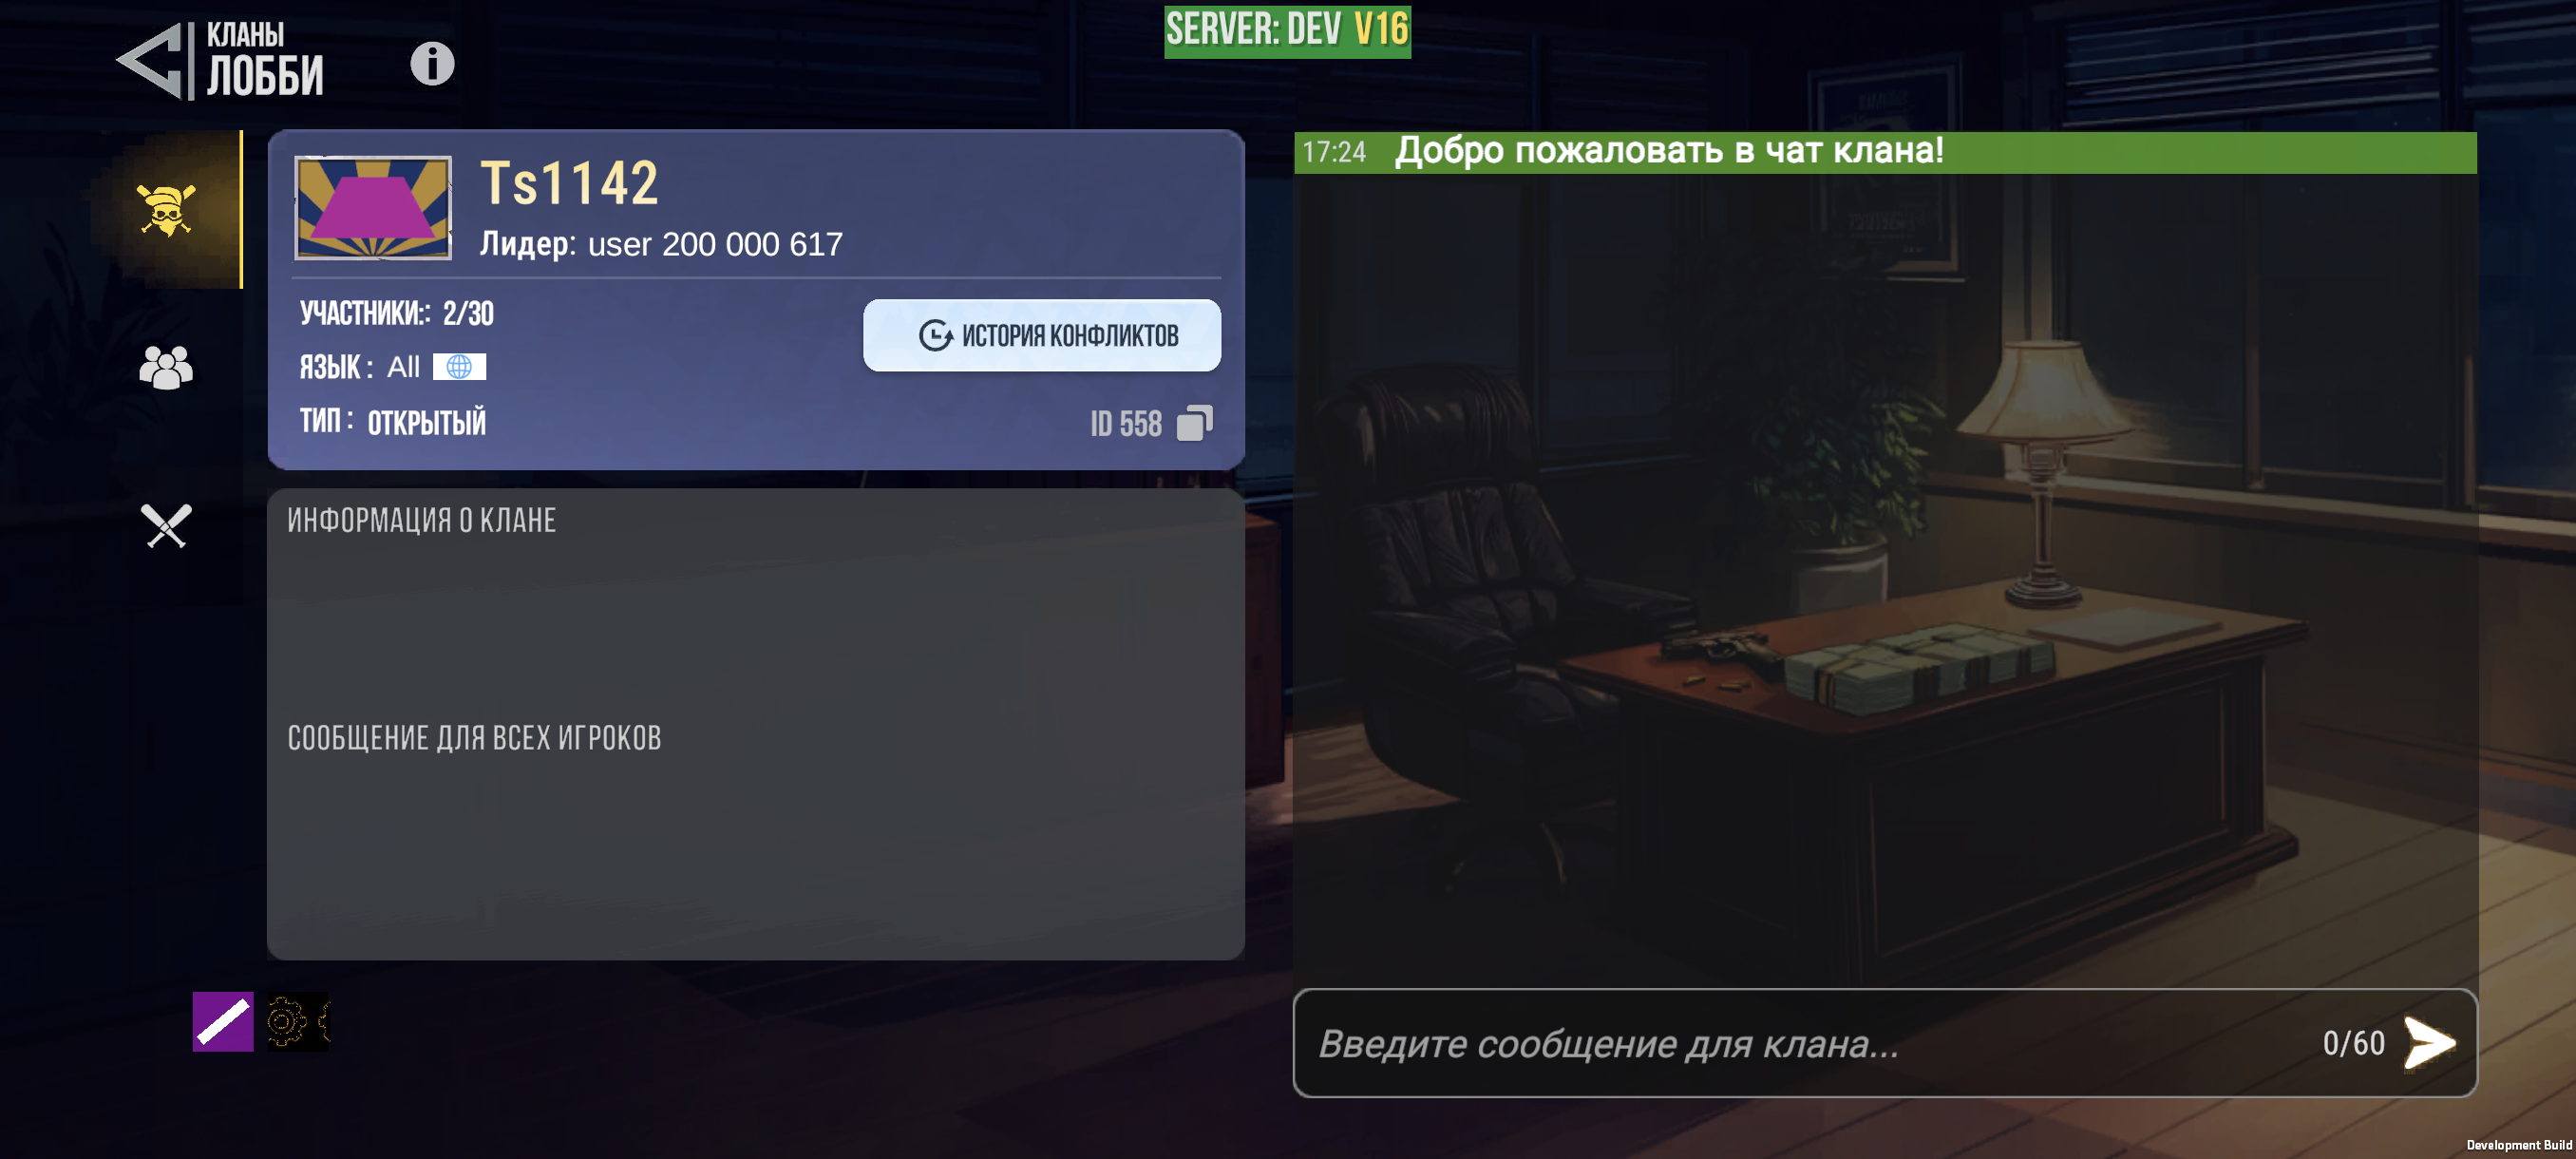 КЛАНЫ
ЛОББИ
SERVER: DEV V16
Ts1142
Лидер: user 200 000 617
УЧАСТНИКИ:: 2/30
ЯЗЫК : All
ТИП : ОТКРЫТЫЙ
ИСТОРИЯ КОНФЛИКТОВ
ID 558
ИНФОРМАЦИЯ О КЛАНЕ
СООБЩЕНИЕ ДЛЯ ВСЕХ ИГРОКОВ
17:24 Добро пожаловать в чат клана!
Введите сообщение для клана...
0/60
Development Build